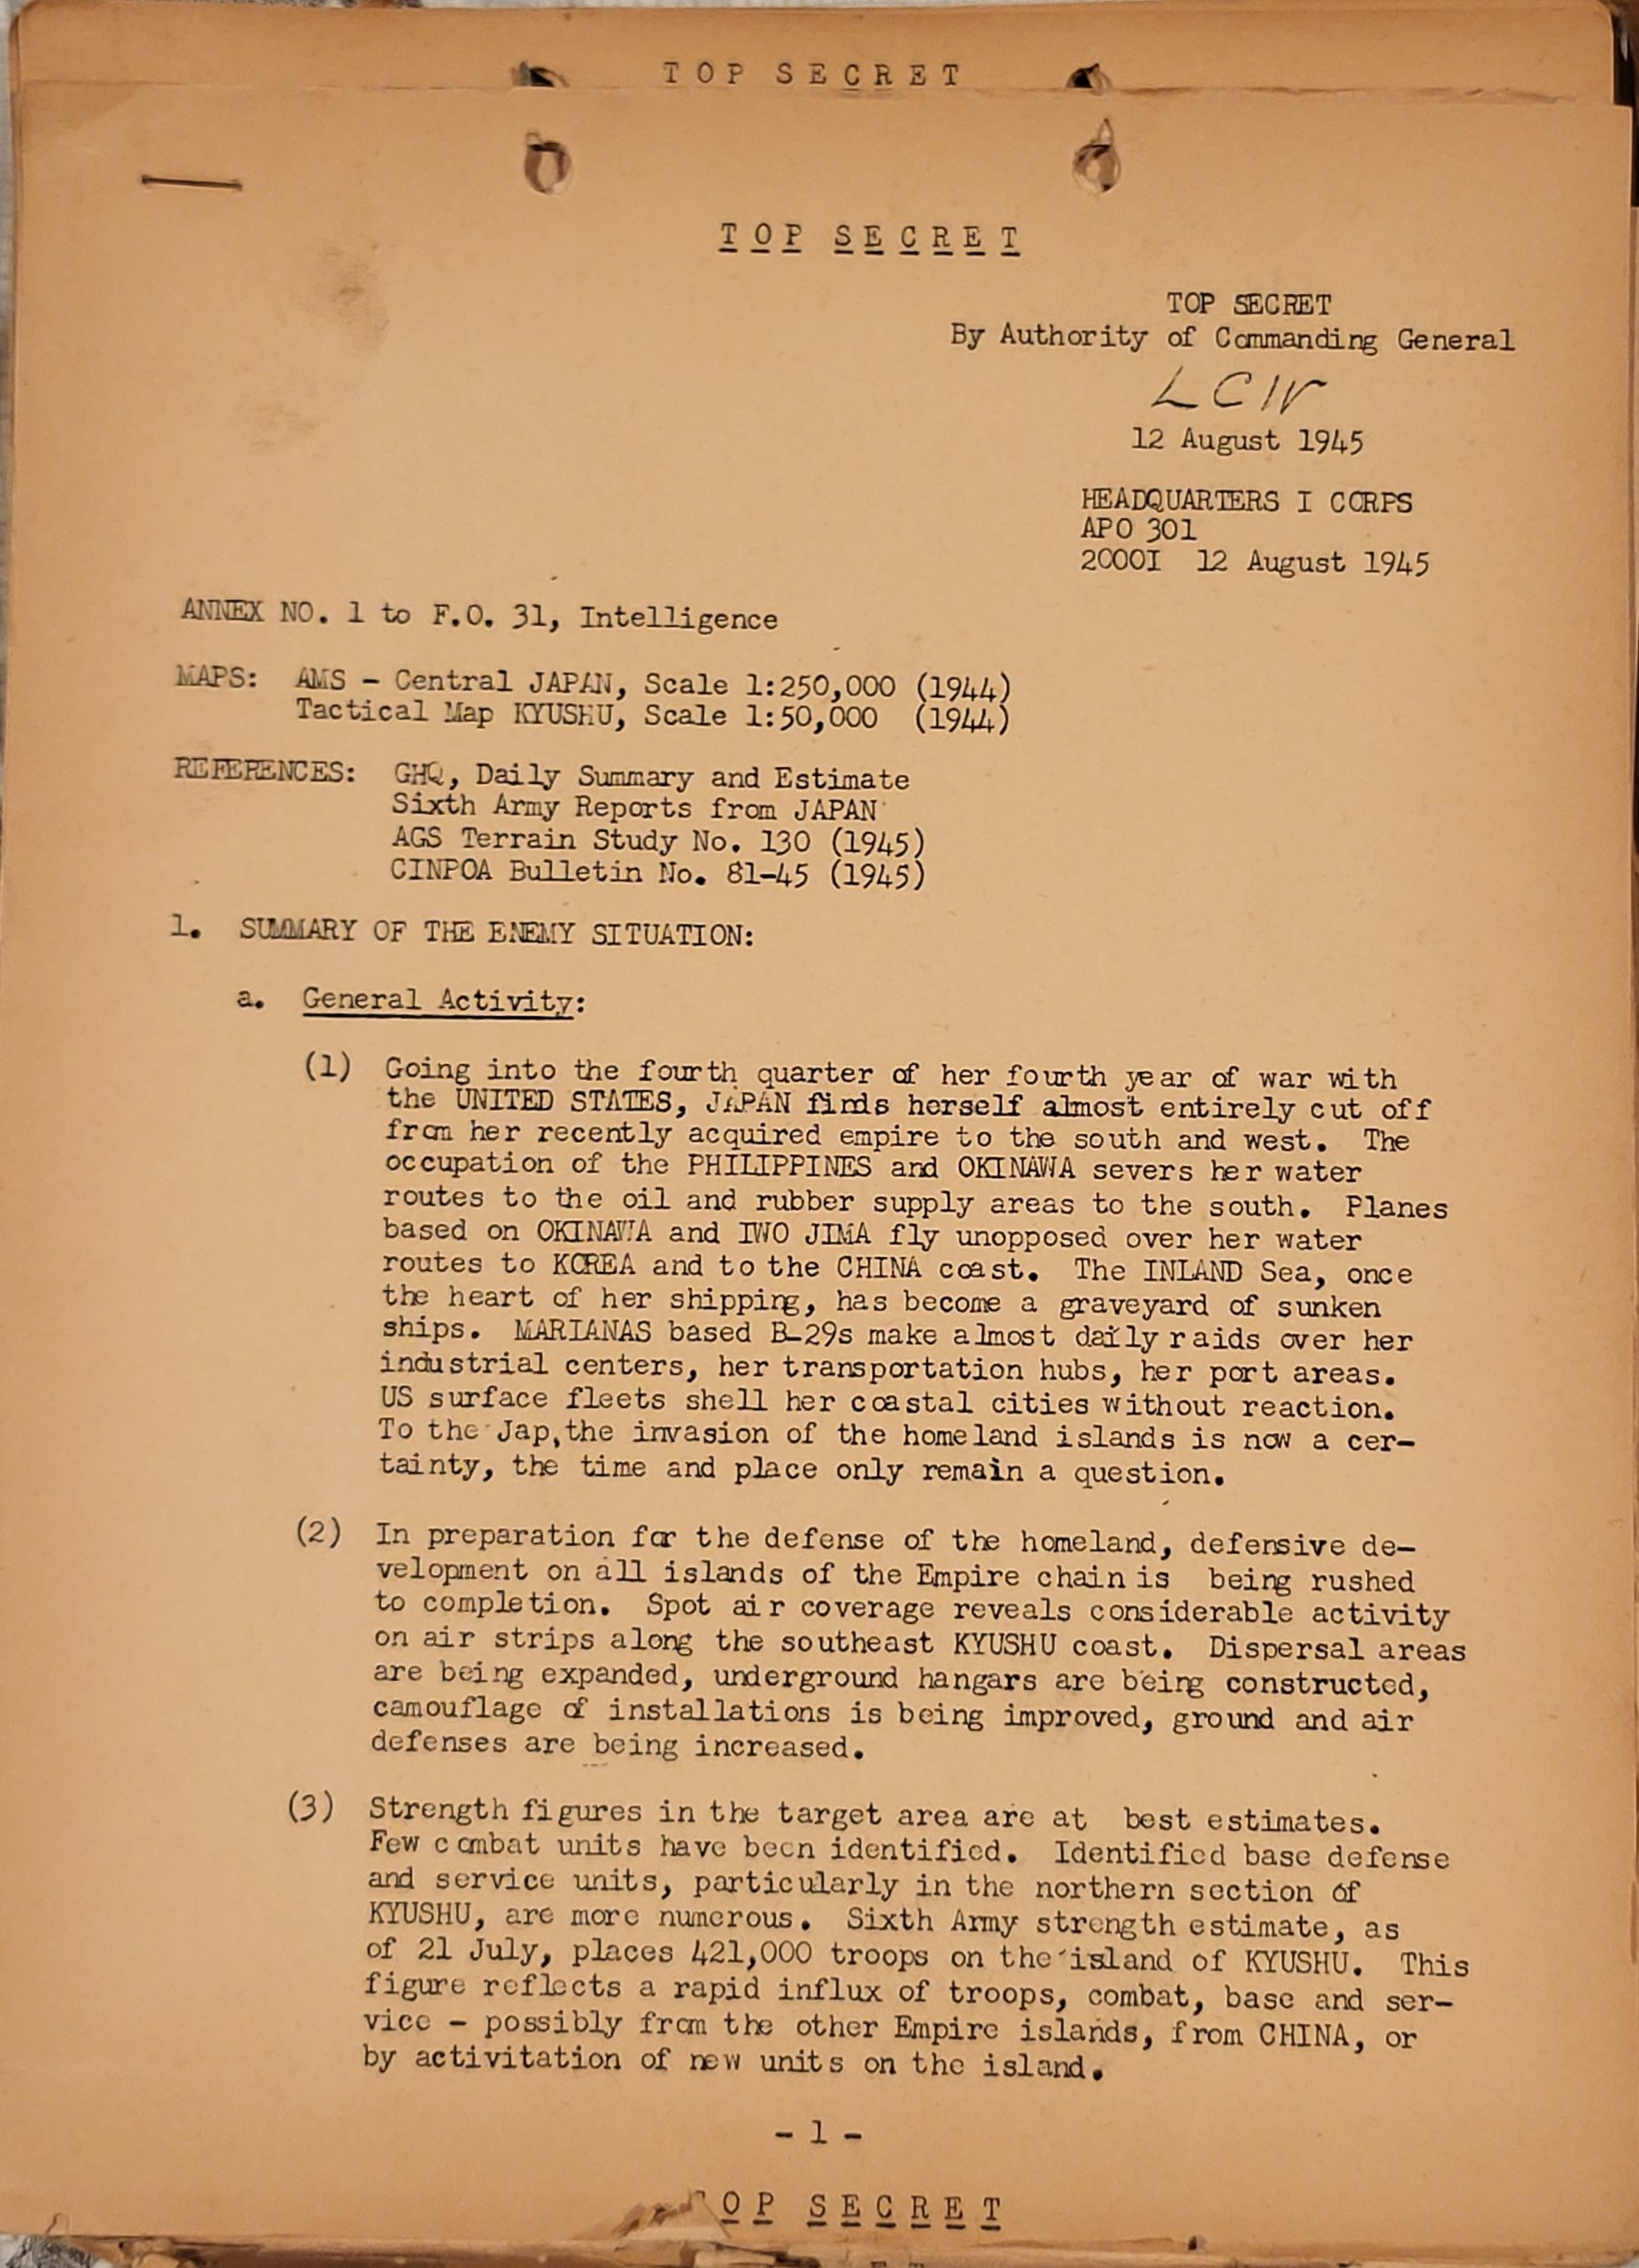 TOP SECRET
TOP SECRET
TOP SECRET
By Authority of Commanding General
12 August 1945
HEADQUARTERS I CORPS
APO 301
2000I 12 August 1945
ANNEX NO. 1 to F.O. 31, Intelligence
MAPS: AMS - Central JAPAN, Scale 1:250,000 (1944)
Tactical Map KYUSHU, Scale 1:50,000 (1944)
REFERENCES: GHQ, Daily Summary and Estimate
Sixth Army Reports from JAPAN
AGS Terrain Study No. 130 (1945)
CINPOA Bulletin No. 81-45 (1945)
1. SUMMARY OF THE ENEMY SITUATION:
a. General Activity:
(1) Going into the fourth quarter of her fourth year of war with
the UNITED STATES, JAPAN finds herself almost entirely cut off
from her recently acquired empire to the south and west. The
occupation of the PHILIPPINES and OKINAWA severs her water
routes to the oil and rubber supply areas to the south. Planes
based on OKINAWA and IWO JIMA fly unopposed over her water
routes to KOREA and to the CHINA coast. The INLAND Sea, once
the heart of her shipping, has become a graveyard of sunken
ships. MARIANAS based B-29s make almost daily raids over her
industrial centers, her transportation hubs, her port areas.
US surface fleets shell her coastal cities without reaction.
To the Jap, the invasion of the homeland islands is now a cer-
tainty, the time and place only remain a question.
(2) In preparation for the defense of the homeland, defensive de-
velopment on all islands of the Empire chain is being rushed
to completion. Spot air coverage reveals considerable activity
on air strips along the southeast KYUSHU coast. Dispersal areas
are being expanded, underground hangars are being constructed,
camouflage of installations is being improved, ground and air
defenses are being increased.
(3) Strength figures in the target area are at best estimates.
Few combat units have been identified. Identified base defense
and service units, particularly in the northern section of
KYUSHU, are more numerous. Sixth Army strength estimate, as
of 21 July, places 421,000 troops on the island of KYUSHU. This
figure reflects a rapid influx of troops, combat, base and ser-
vice - possibly from the other Empire islands, from CHINA, or
by activitation of new units on the island.
- 1 -
TOP SECRET